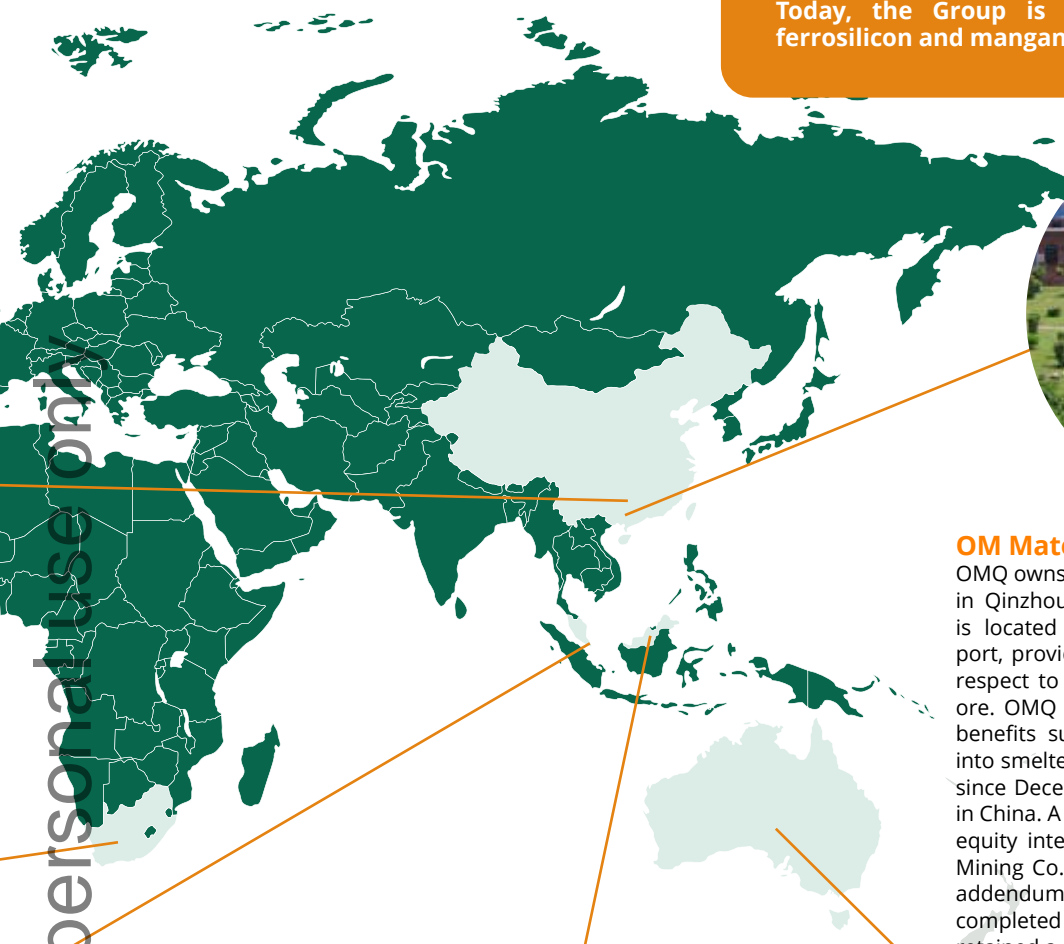 Today, the Group is
ferrosilicon and mangan
personal use only
OM Mate
OMQ owns
in Qinzhou
is located
port, provi
respect to
ore. OMQ
benefits su
into smelte
since Dece
in China. A
equity inte
Mining Co.
addendum
completed